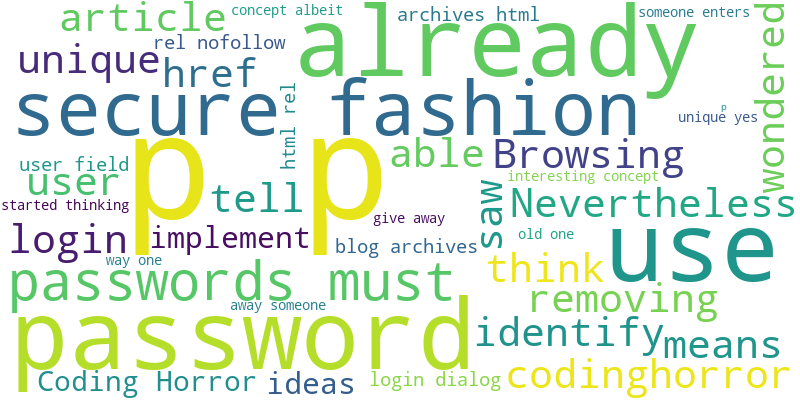 article
concept albeit
archives html
someone enters
already
wondered
rel nofollow
unique
href
secure fashion
html rel
p
unique yes
p p
able
Browsing
user field
user
tell
interesting concept
started thinking
give away
saw
Nevertheless
login
implement
blog archives
old one
use
way one
think
passwords must
removing
away someone
password
identify
means
Coding Horror
ideas
login dialog
codinghorror